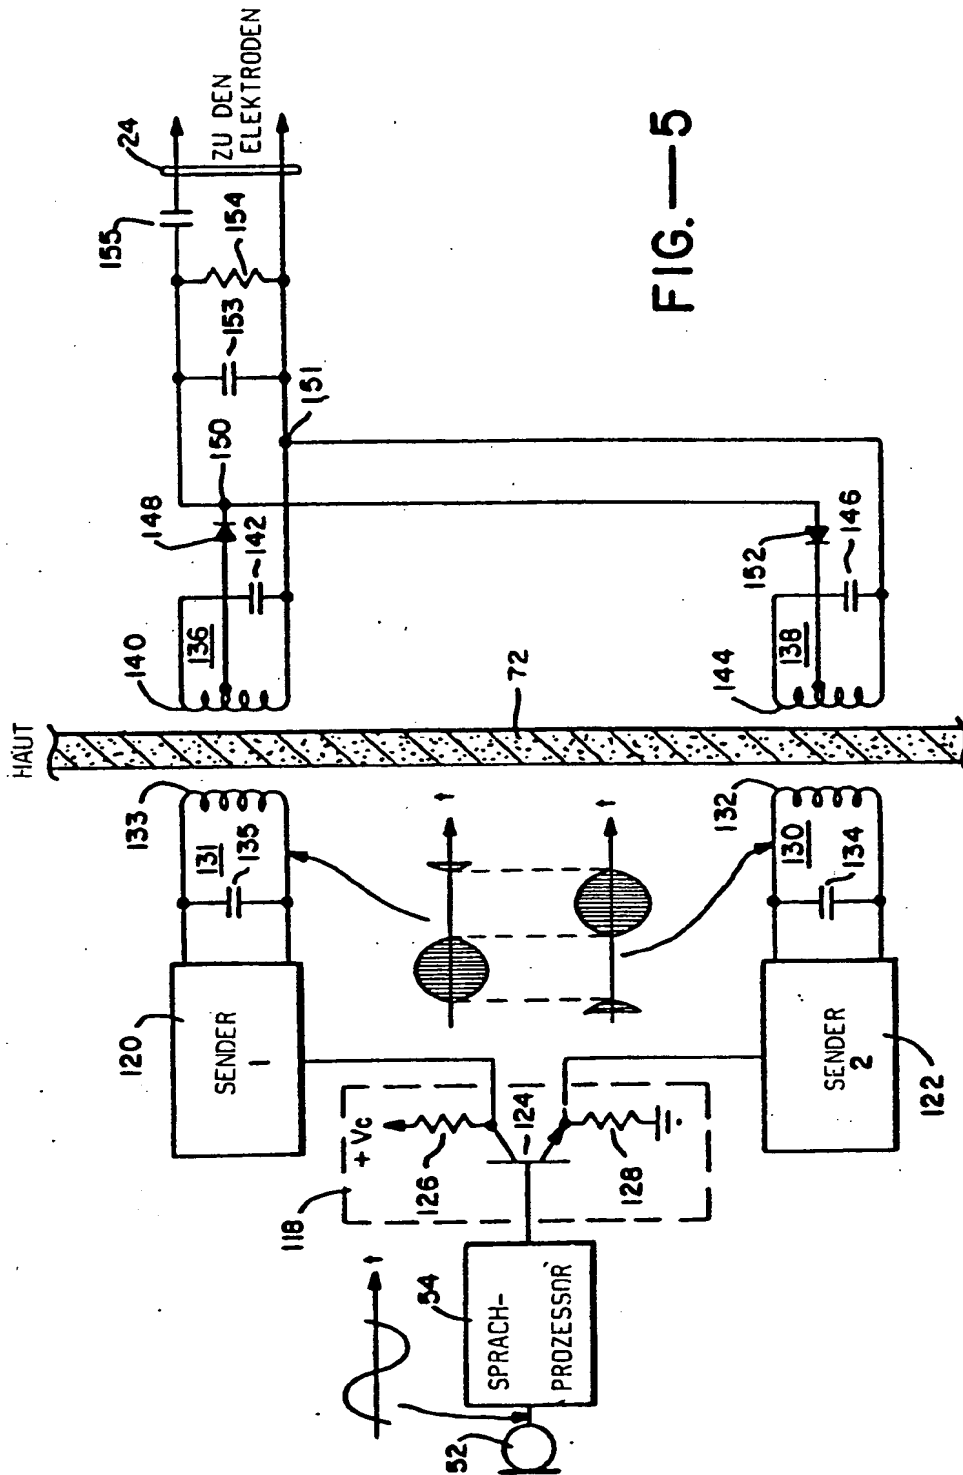 52
54
SPRACH-
PROZESSOR
t
118
+Vc
126
124
128
120
SENDER
1
SENDER
2
122
t
t
133
131
135
132
130
134
HAUT
72
140
136
142
148
150
151
153
154
155
24
ZU DEN
ELEKTRODEN
144
138
146
152
FIG.—5